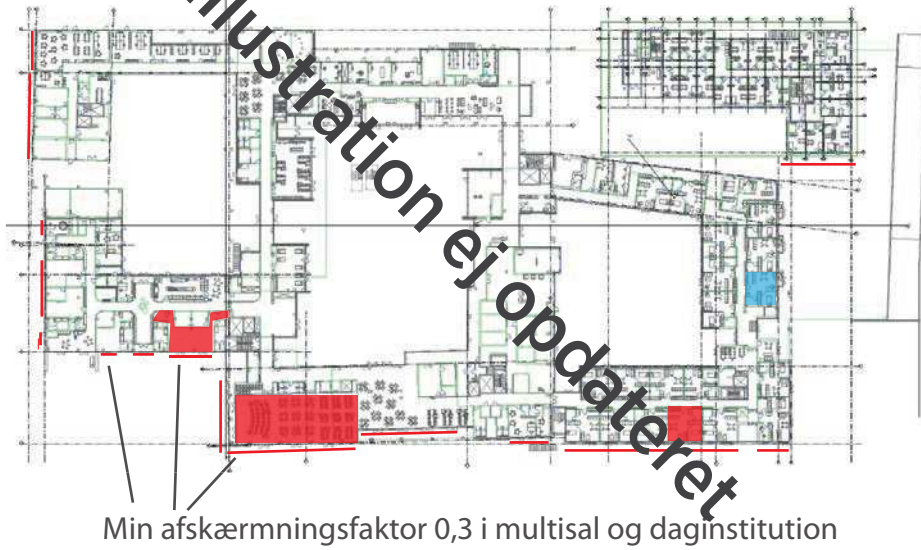 Illustration ej opdateret
Min afskærmningsfaktor 0,3 i multisal og daginstitution